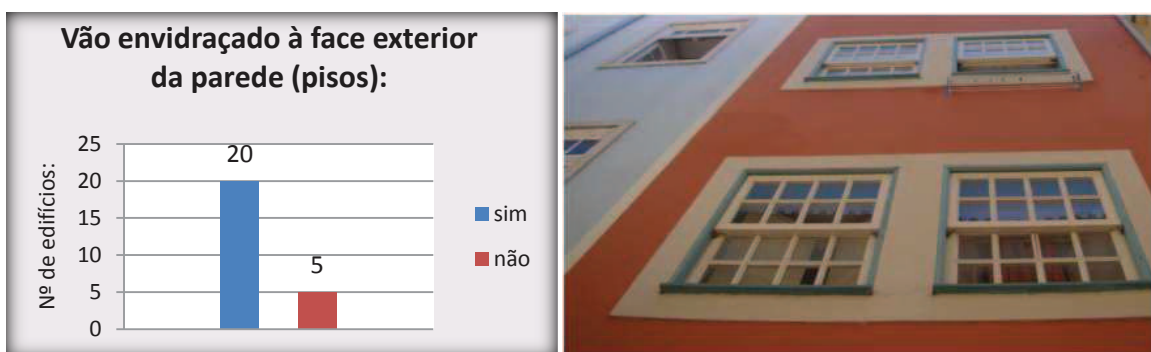 Vão envidraçado à face exterior
da parede (pisos):
Nº de edifícios:
25
20
15
10
5
0
20
5
sim
não